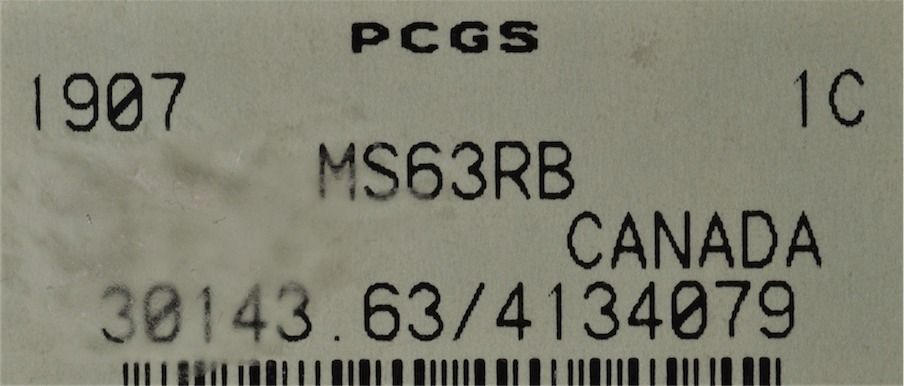 PCGS
1907 1C
MS63RB
CANADA
30143.63/4134079